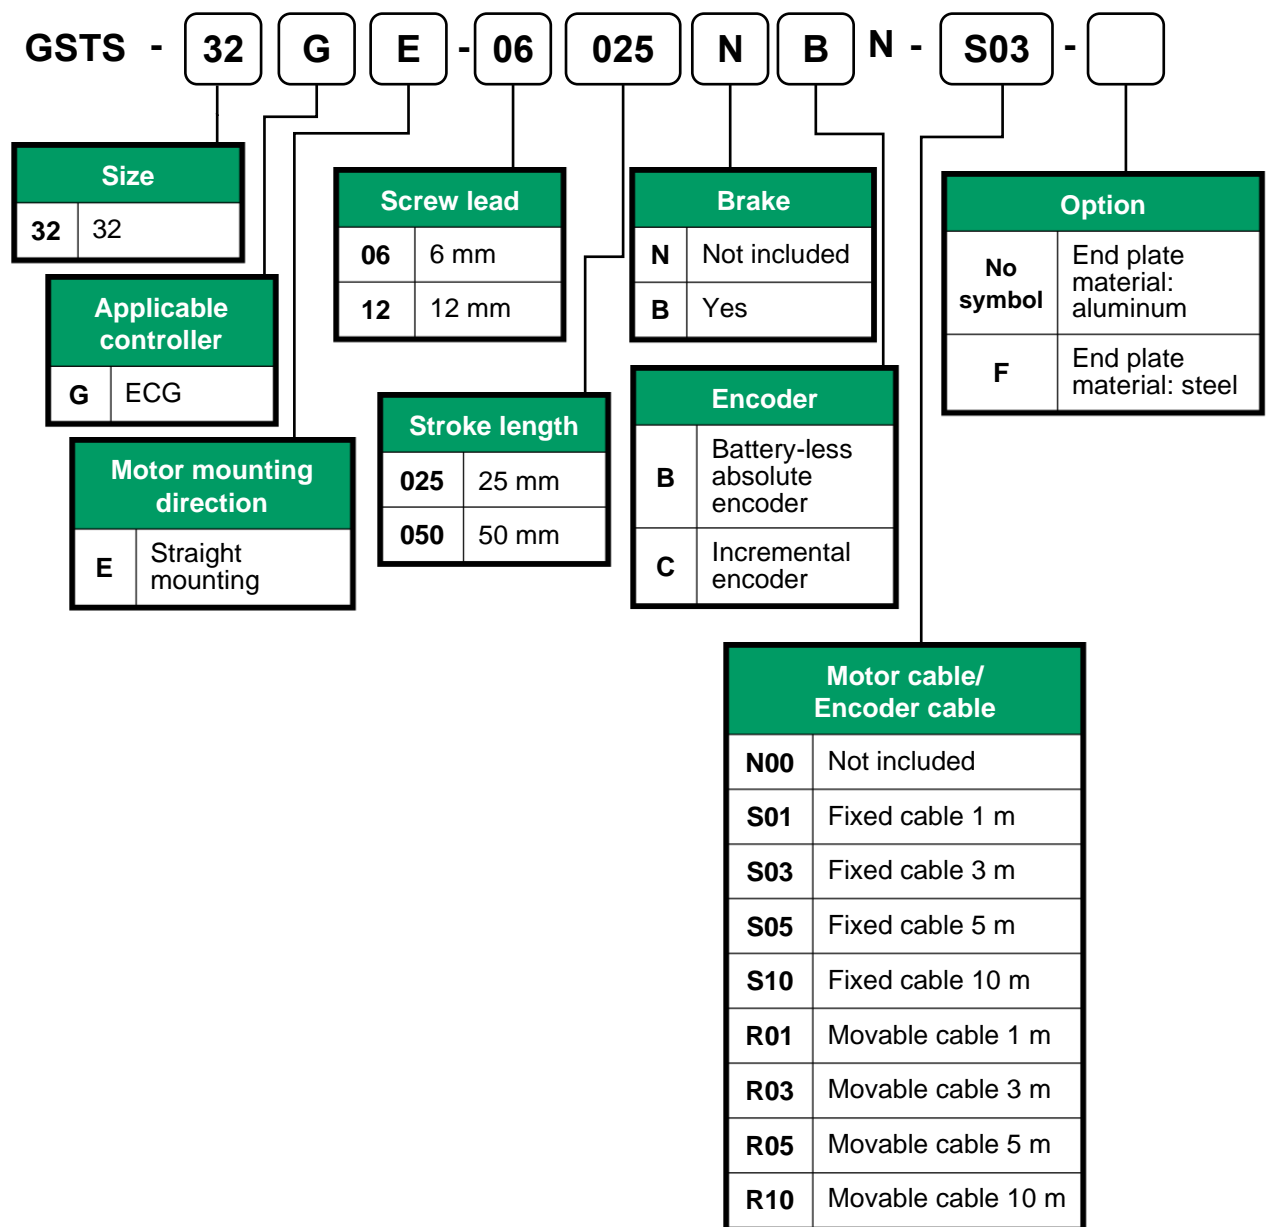 GSTS - 32 G E - 06 025 N B N - S03 -
Size
32 32
Applicable
controller
G ECG
Motor mounting
direction
E Straight
mounting
Screw lead
06 6 mm
12 12 mm
Stroke length
025 25 mm
050 50 mm
Brake
N Not included
B Yes
Encoder
B Battery-less
absolute
encoder
C Incremental
encoder
Motor cable/
Encoder cable
N00 Not included
S01 Fixed cable 1 m
S03 Fixed cable 3 m
S05 Fixed cable 5 m
S10 Fixed cable 10 m
R01 Movable cable 1 m
R03 Movable cable 3 m
R05 Movable cable 5 m
R10 Movable cable 10 m
Option
No
symbol
End plate
material:
aluminum
F End plate
material: steel